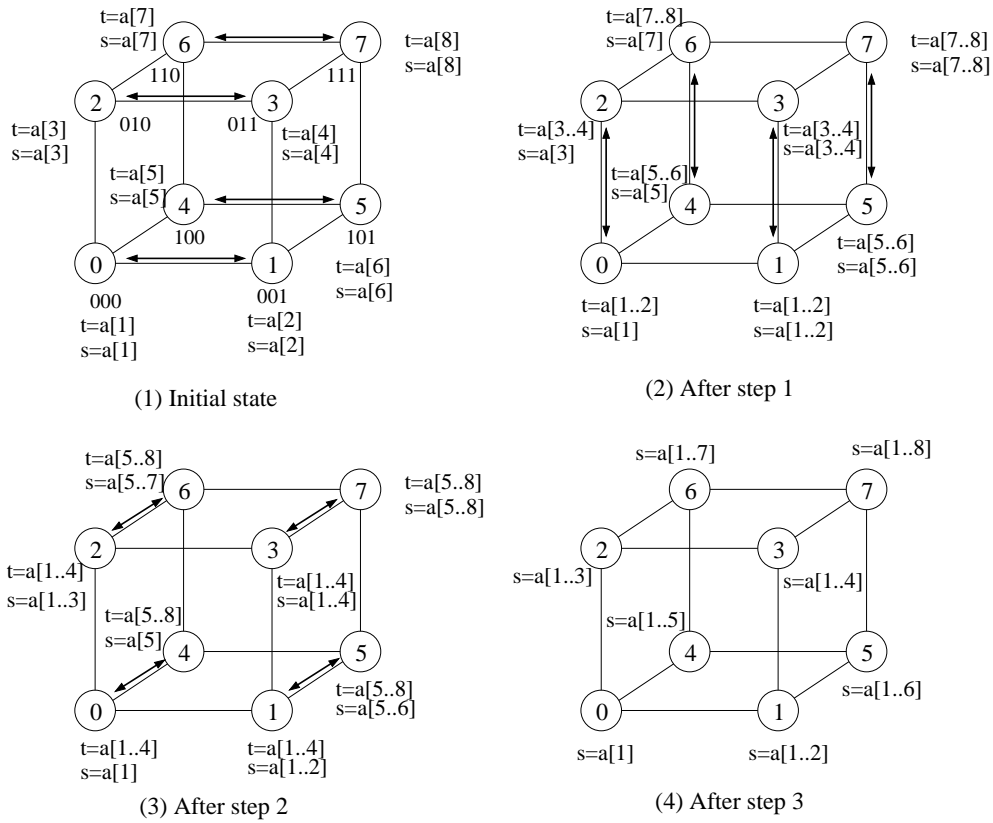 t=a[7]
s=a[7]
6
7
t=a[8]
s=a[8]
110
111
2
3
010
011
t=a[3]
s=a[3]
t=a[4]
s=a[4]
t=a[5]
s=a[5]
4
5
100
101
0
1
t=a[6]
s=a[6]
000
001
t=a[1]
s=a[1]
t=a[2]
s=a[2]
(1) Initial state
t=a[7..8]
s=a[7]
6
7
t=a[7..8]
s=a[7..8]
2
3
t=a[3..4]
s=a[3]
t=a[3..4]
s=a[3..4]
t=a[5..6]
s=a[5]
4
5
t=a[5..6]
s=a[5..6]
0
1
t=a[1..2]
s=a[1]
t=a[1..2]
s=a[1..2]
(2) After step 1
t=a[5..8]
s=a[5..7]
6
7
t=a[5..8]
s=a[5..8]
2
3
t=a[1..4]
s=a[1..3]
t=a[1..4]
s=a[1..4]
t=a[5..8]
s=a[5]
4
5
t=a[5..8]
s=a[5..6]
0
1
t=a[1..4]
s=a[1]
t=a[1..4]
s=a[1..2]
(3) After step 2
s=a[1..7]
s=a[1..8]
6
7
2
3
s=a[1..3]
s=a[1..4]
s=a[1..5]
4
5
s=a[1..6]
0
1
s=a[1]
s=a[1..2]
(4) After step 3